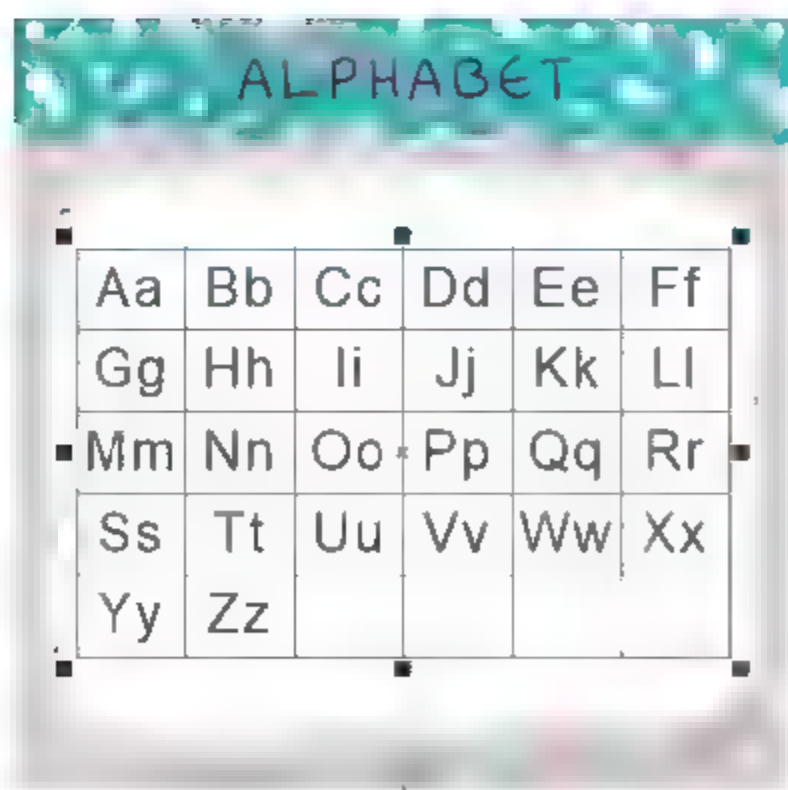 ALPHABET
Aa Bb Cc Dd Ee Ff
Gg Hh Ii Jj Kk Ll
Mm Nn Oo Pp Qq Rr
Ss Tt Uu Vv Ww Xx
Yy Zz